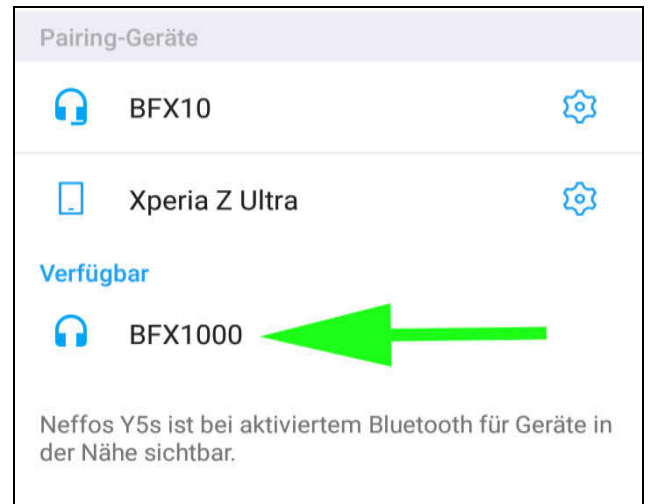 Pairing-Geräte
BFX10
Xperia Z Ultra
Verfügbar
BFX1000
Neffos Y5s ist bei aktiviertem Bluetooth für Geräte in
der Nähe sichtbar.